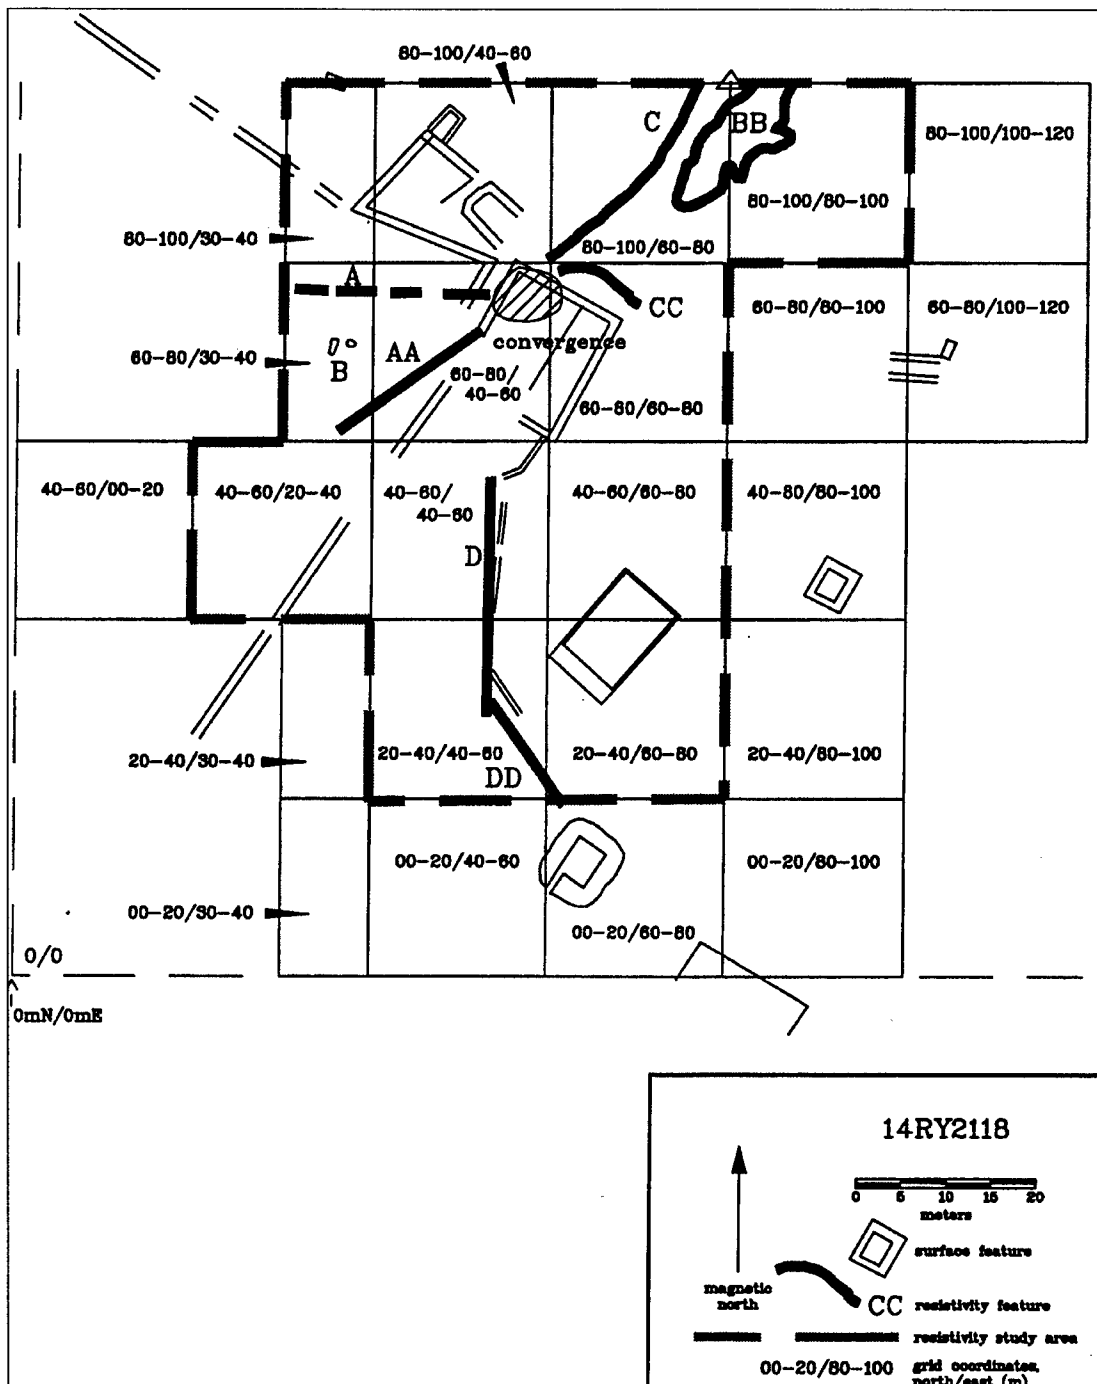 80-100/40-60
C
BB
80-100/100-120
80-100/80-100
80-100/30-40
80-100/60-80
A
CC
60-80/80-100
60-80/100-120
convergence
60-80/30-40
B
AA
60-80/
40-60
60-80/60-80
40-60/00-20
40-60/20-40
40-60/
40-60
40-60/60-80
40-60/80-100
D
20-40/30-40
20-40/40-60
20-40/60-80
20-40/80-100
DD
00-20/40-60
00-20/80-100
00-20/30-40
00-20/60-80
0/0
0mN/0mE
14RY2118
0 5 10 15 20
meters
surface feature
magnetic
north
CC resistivity feature
resistivity study area
00-20/80-100 grid coordinates,
north/east (m)